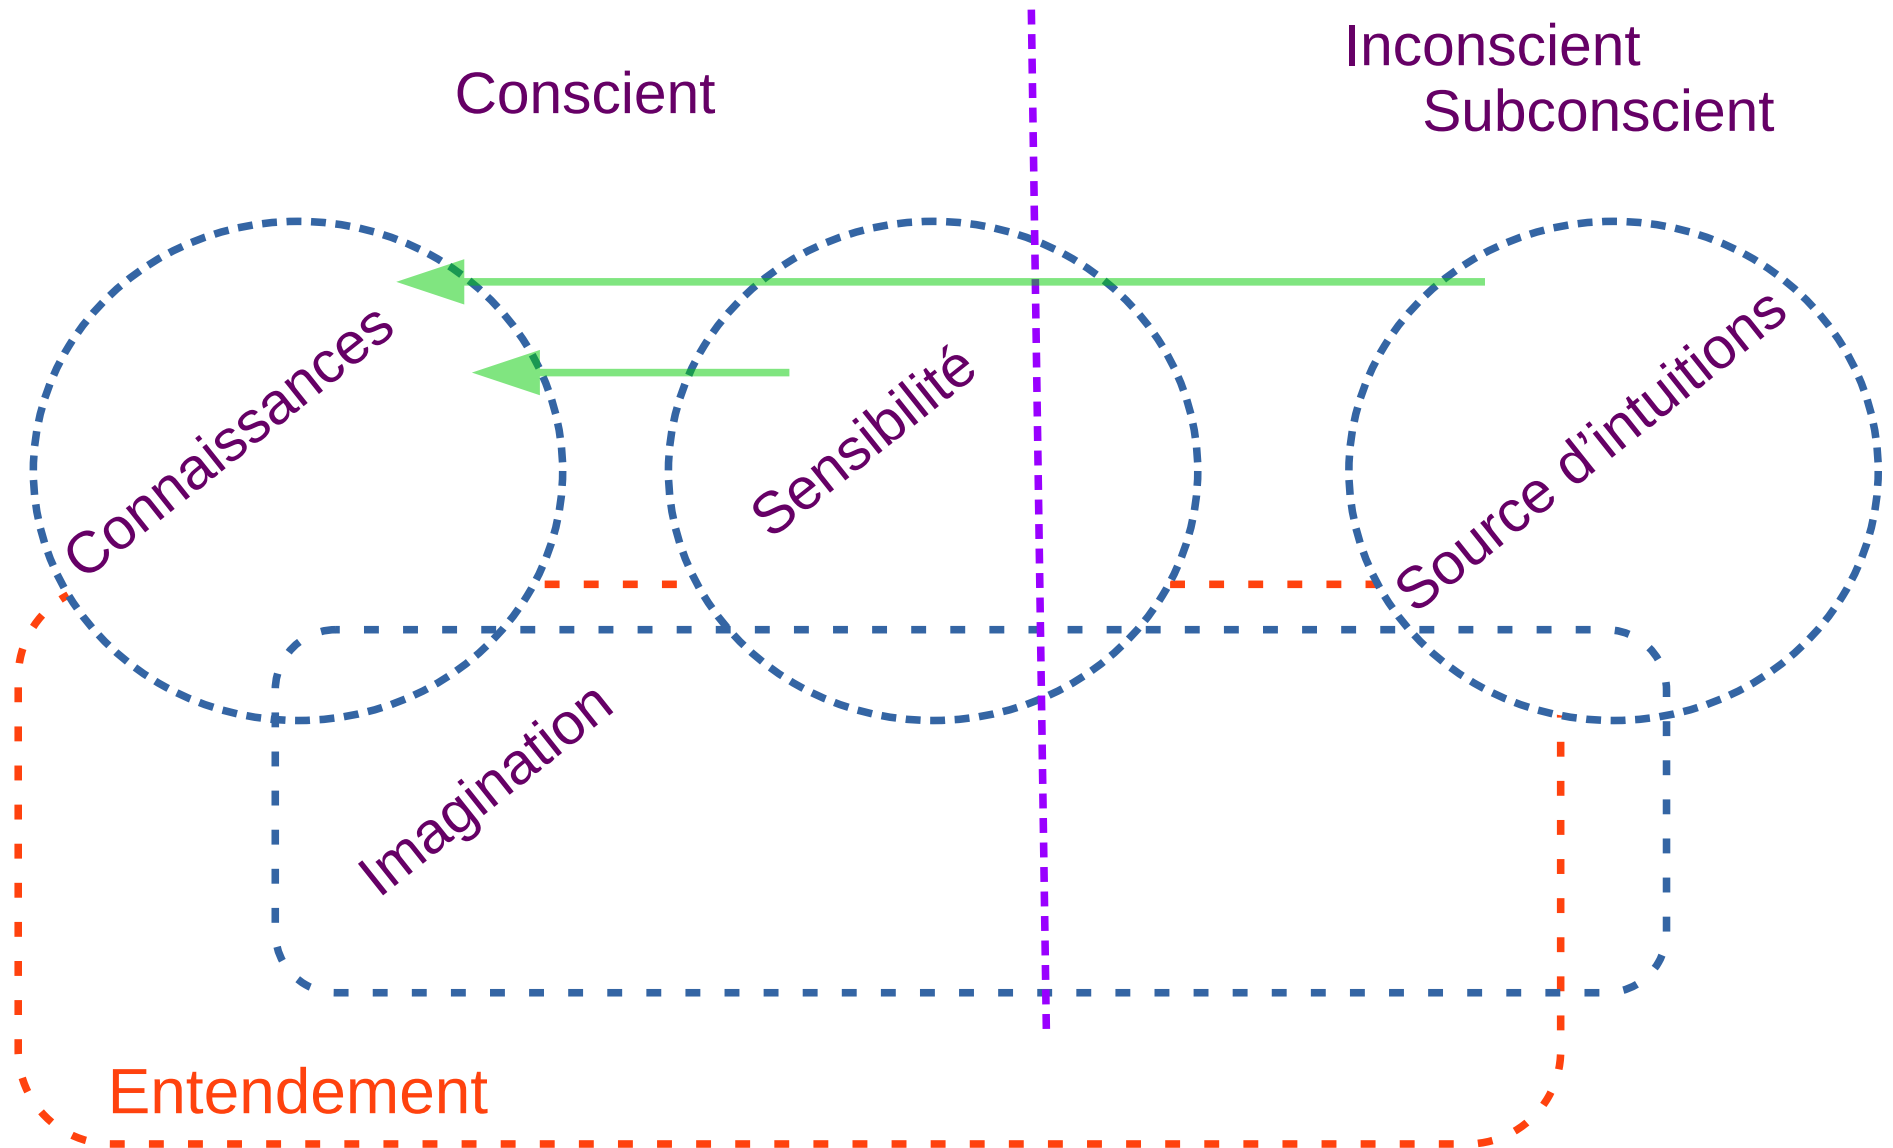 Conscient
Inconscient
Subconscient
Connaissances
Sensibilité
Source d’intuitions
Imagination
Entendement